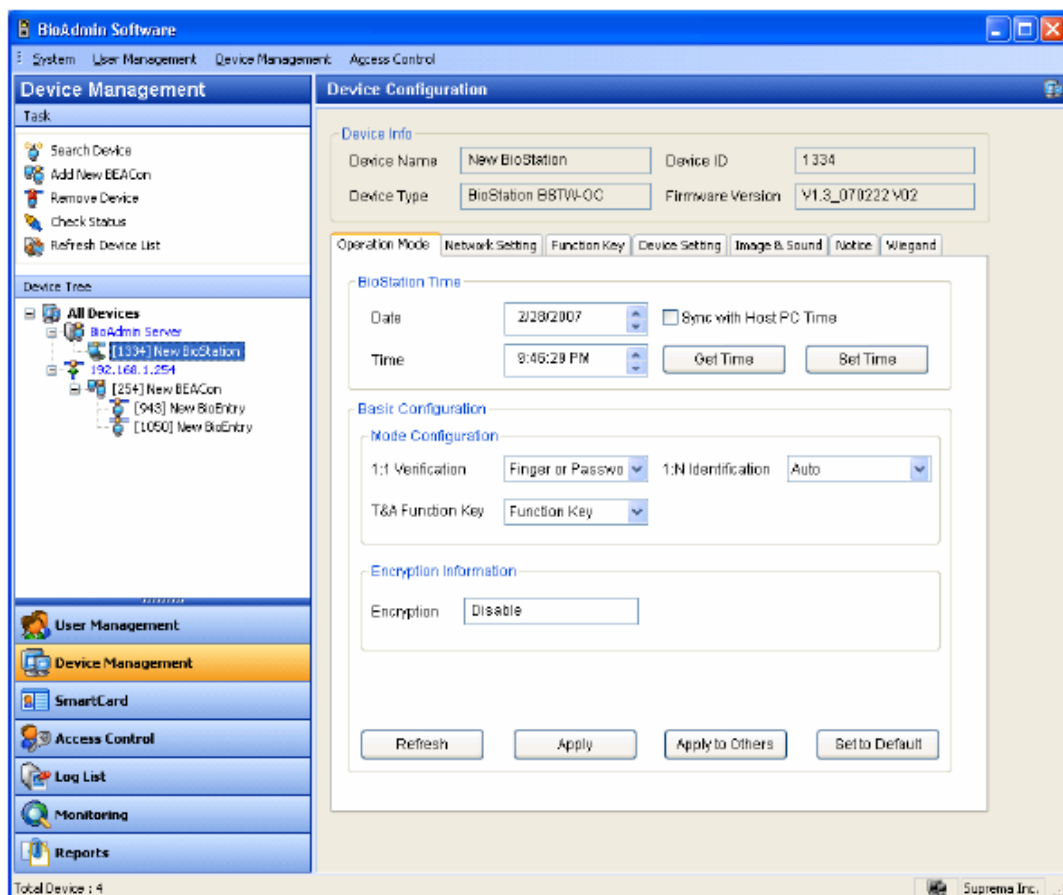 BioAdmin Software
System User Management Device Management Access Control
Device Management
Task
Search Device
Add New BEACon
Remove Device
Check Status
Refresh Device List
Device Tree
All Devices
BioAdmin Server
[1334] New BioStation
192.168.1.254
[254] New BEACon
[943] New BioEntry
[1050] New BioEntry
User Management
Device Management
SmartCard
Access Control
Log List
Monitoring
Reports
Device Configuration
Device Info
Device Name New BioStation Device ID 1334
Device Type BioStation BSTW-OC Firmware Version V1.3_070222 V02
Operation Mode Network Setting Function Key Device Setting Image & Sound Notice Wiegand
BioStation Time
Date 2/28/2007 Sync with Host PC Time
Time 9:46:29 PM Get Time Set Time
Basic Configuration
Mode Configuration
1:1 Verification Finger or Passwo 1:N Identification Auto
T&A Function Key Function Key
Encryption Information
Encryption Disable
Refresh Apply Apply to Others Set to Default
Total Device : 4 Suprema Inc.